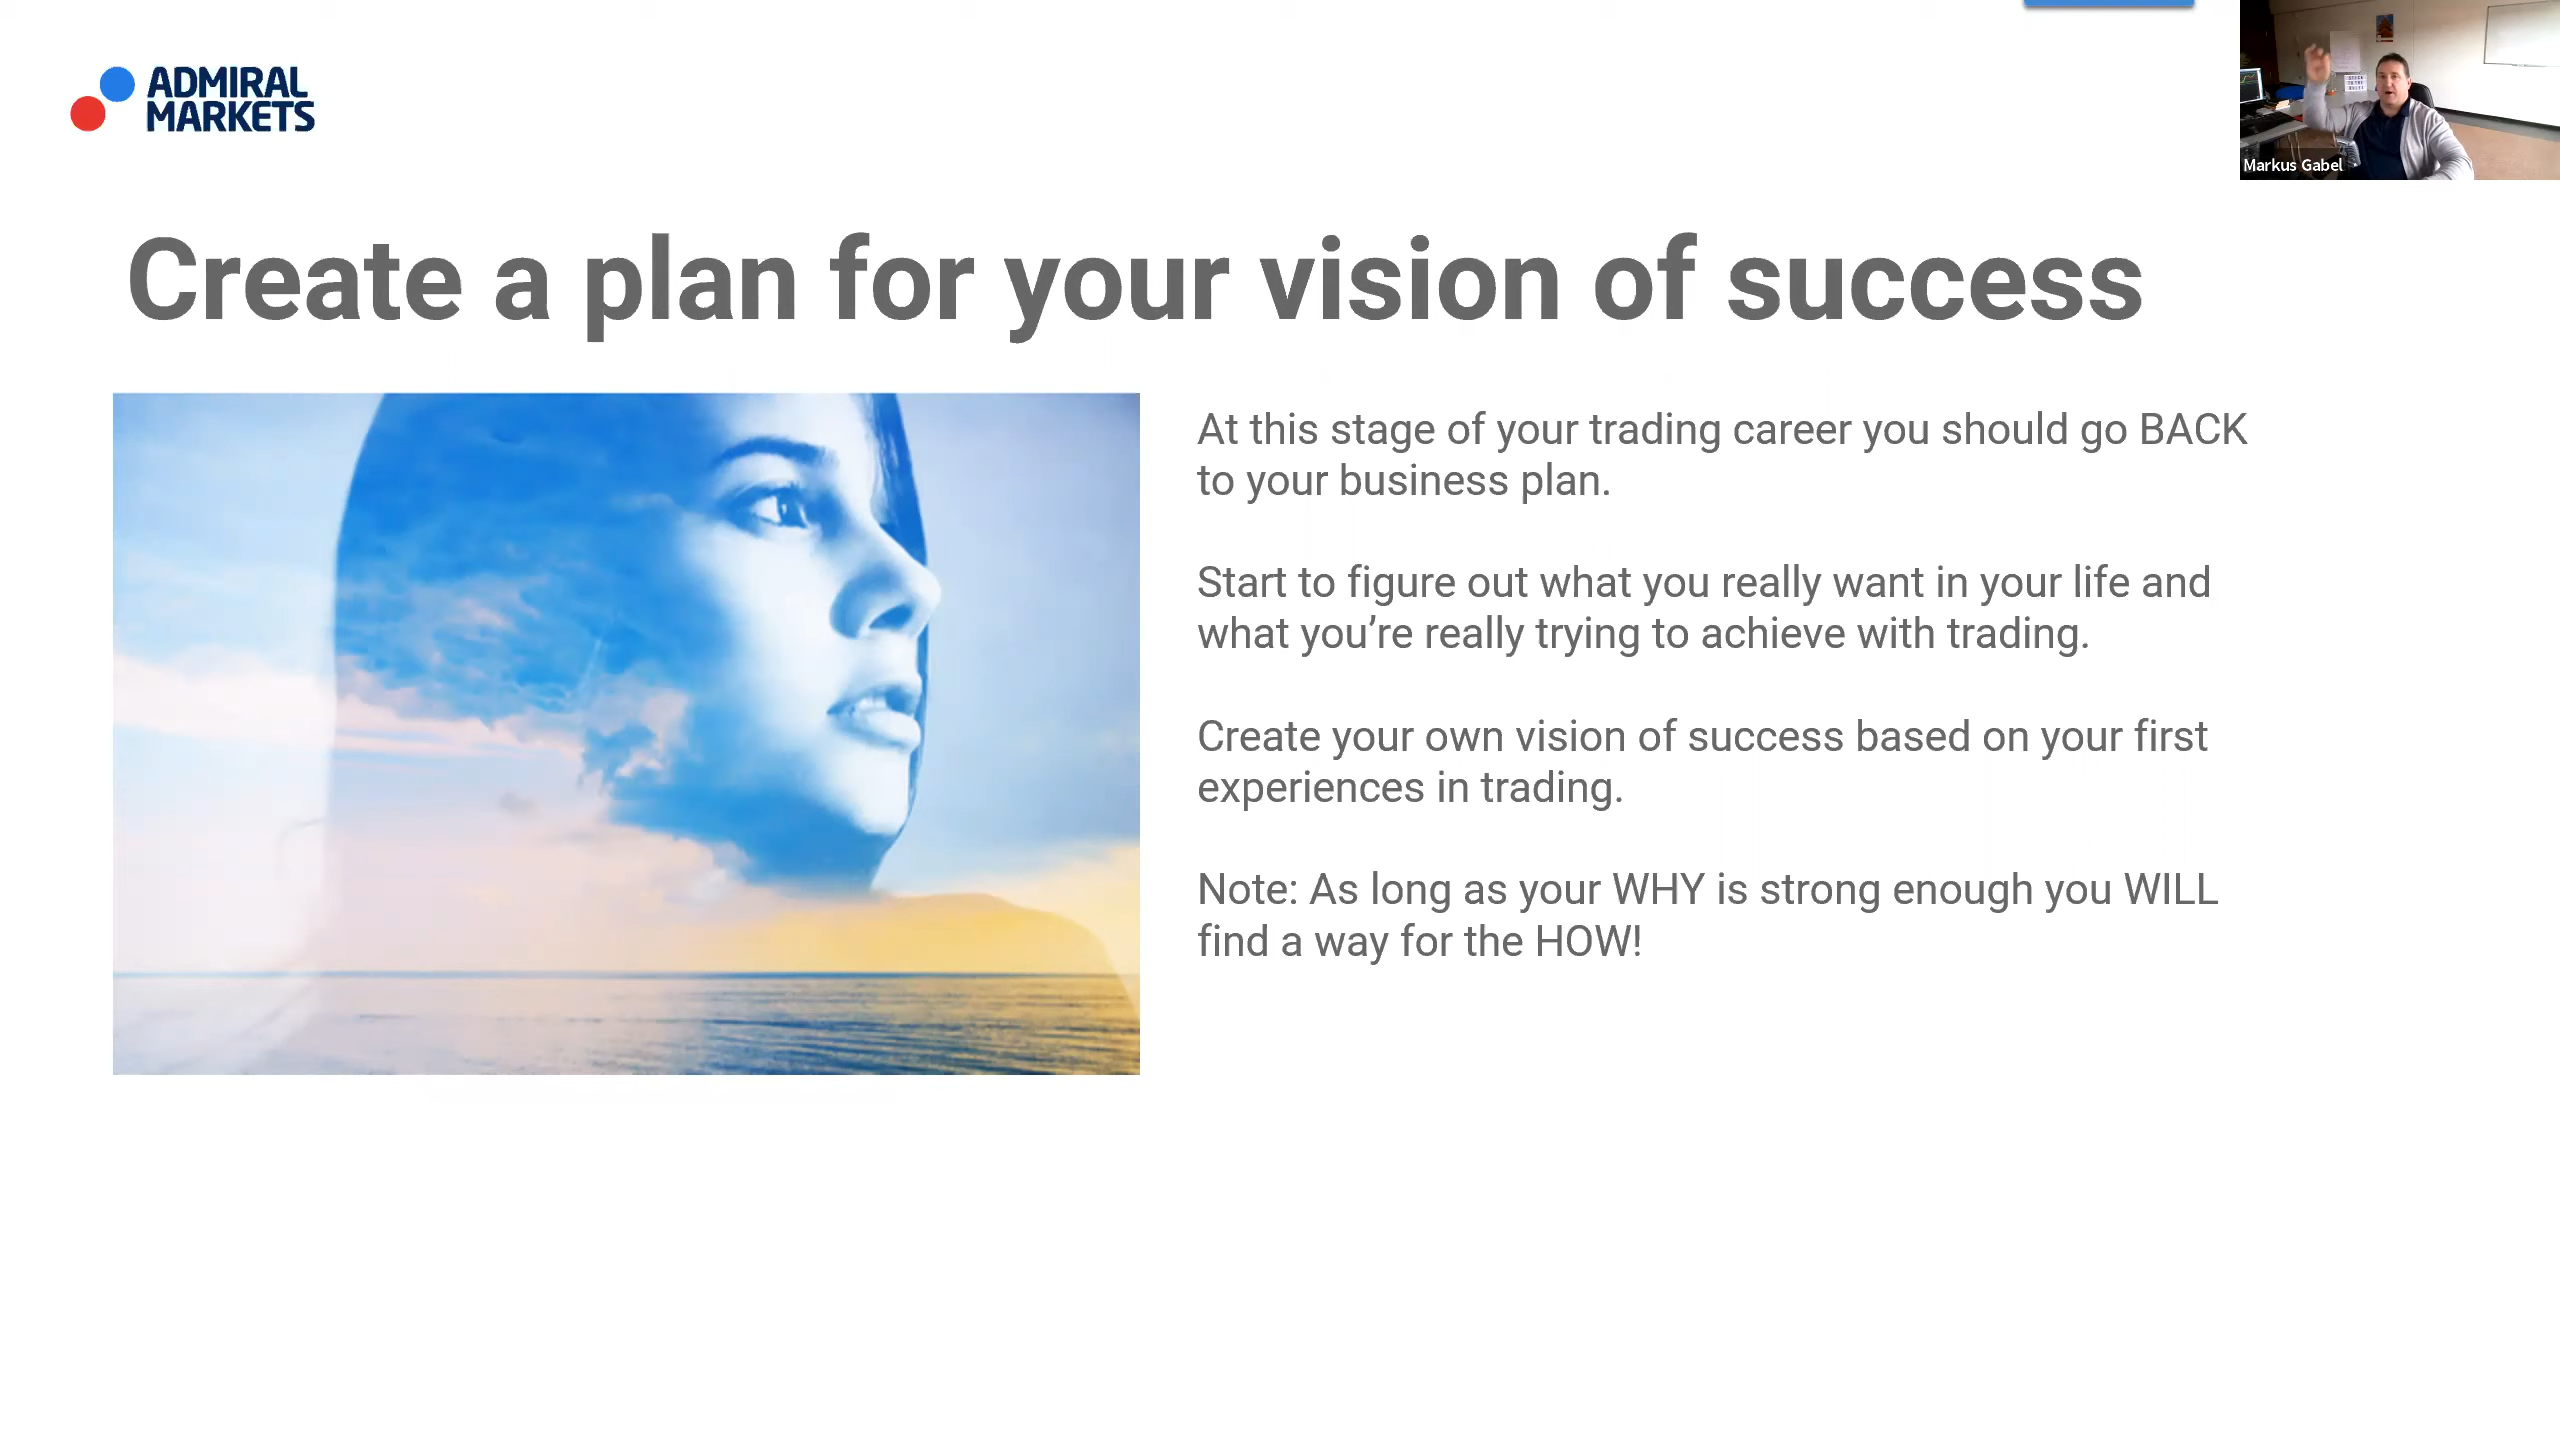 ADMIRAL
MARKETS
Markus Gabel
Create a plan for your vision of success
At this stage of your trading career you should go BACK
to your business plan.
Start to figure out what you really want in your life and
what you’re really trying to achieve with trading.
Create your own vision of success based on your first
experiences in trading.
Note: As long as your WHY is strong enough you WILL
find a way for the HOW!